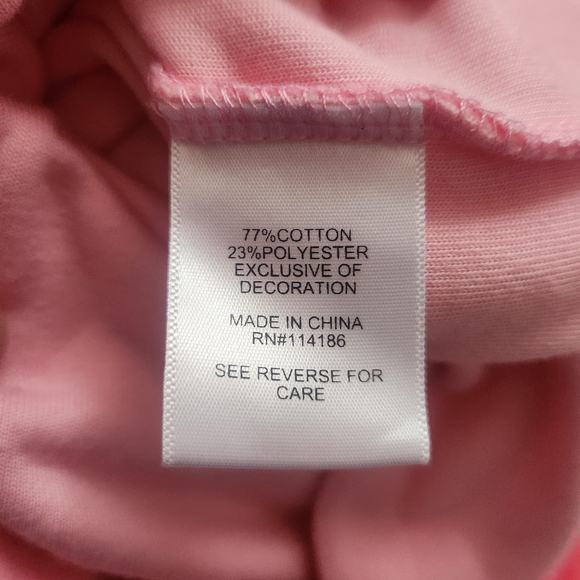 77%COTTON
23%POLYESTER
EXCLUSIVE OF
DECORATION
MADE IN CHINA
RN#114186
SEE REVERSE FOR
CARE